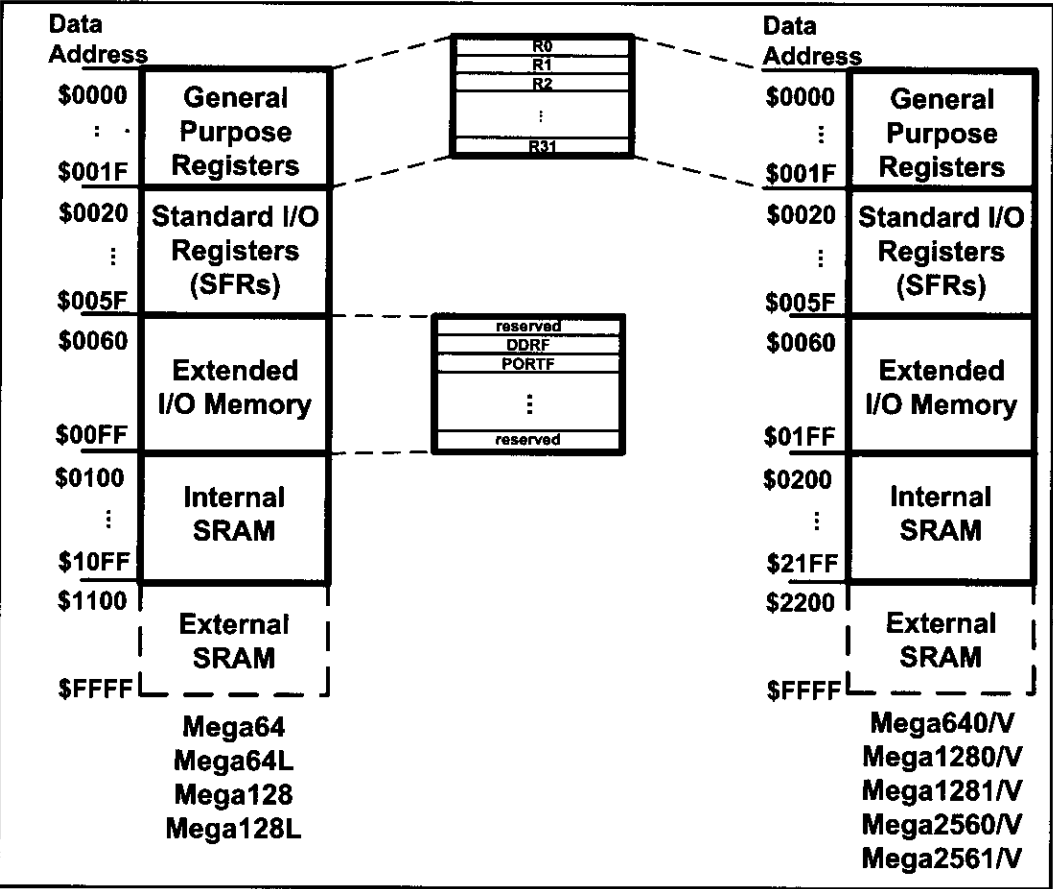 Data
Address
$0000
$001F
$0020
$005F
$0060
$00FF
$0100
$10FF
$1100
$FFFF
General
Purpose
Registers
Standard I/O
Registers
(SFRs)
Extended
I/O Memory
Internal
SRAM
External
SRAM
Mega64
Mega64L
Mega128
Mega128L
R0
R1
R2
R31
reserved
DDRF
PORTF
reserved
Data
Address
$0000
$001F
$0020
$005F
$0060
$01FF
$0200
$21FF
$2200
$FFFF
General
Purpose
Registers
Standard I/O
Registers
(SFRs)
Extended
I/O Memory
Internal
SRAM
External
SRAM
Mega640/V
Mega1280/V
Mega1281/V
Mega2560/V
Mega2561/V